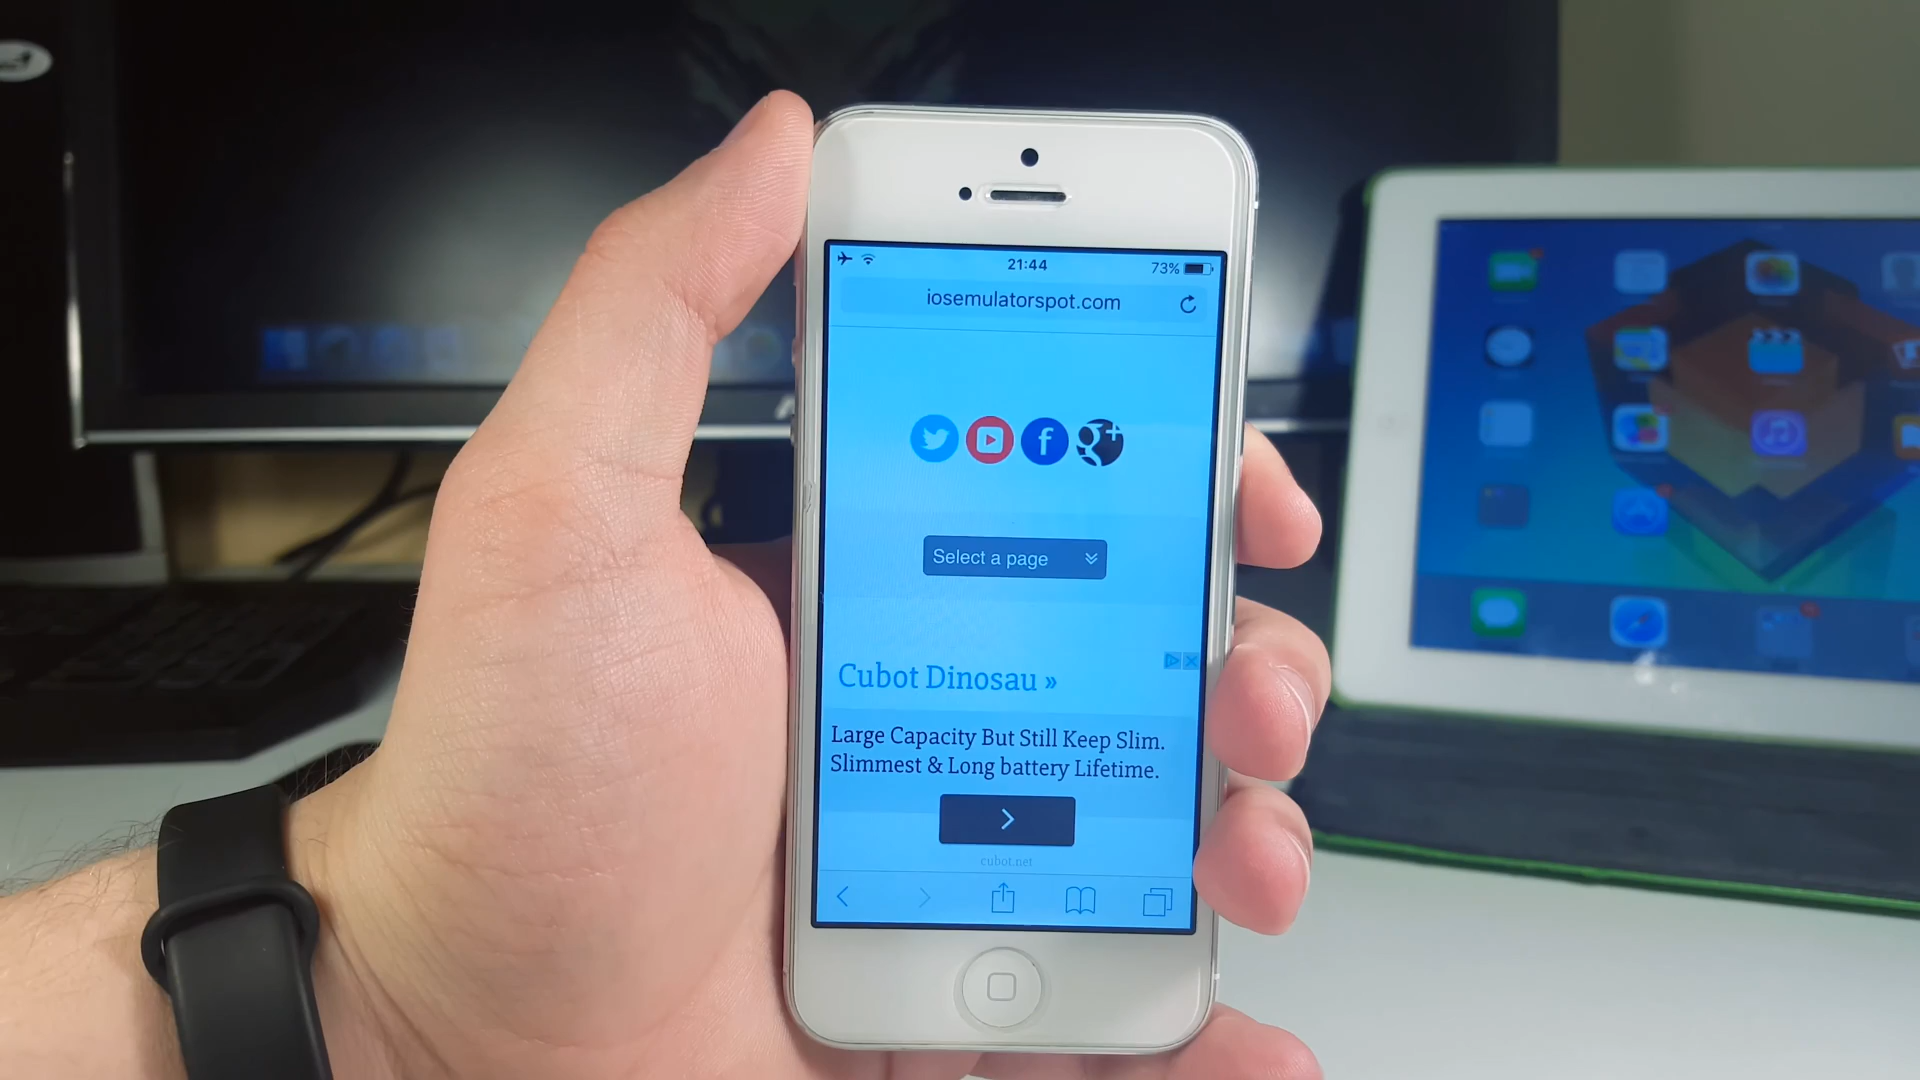 21:44
73%
iosemulatorspot.com
Select a page
Cubot Dinosau »
Large Capacity But Still Keep Slim.
Slimmest & Long battery Lifetime.
cubot.net